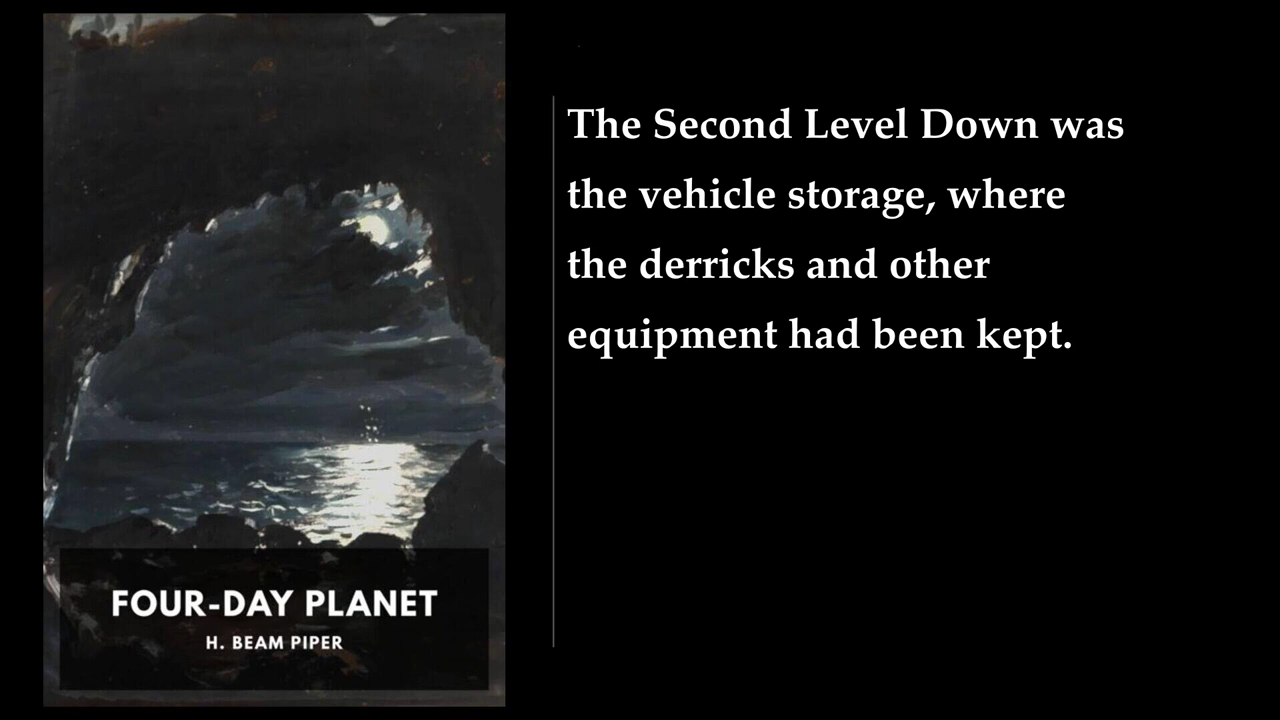 The Second Level Down was
the vehicle storage, where
the derricks and other
equipment had been kept.
FOUR-DAY PLANET
H. BEAM PIPER